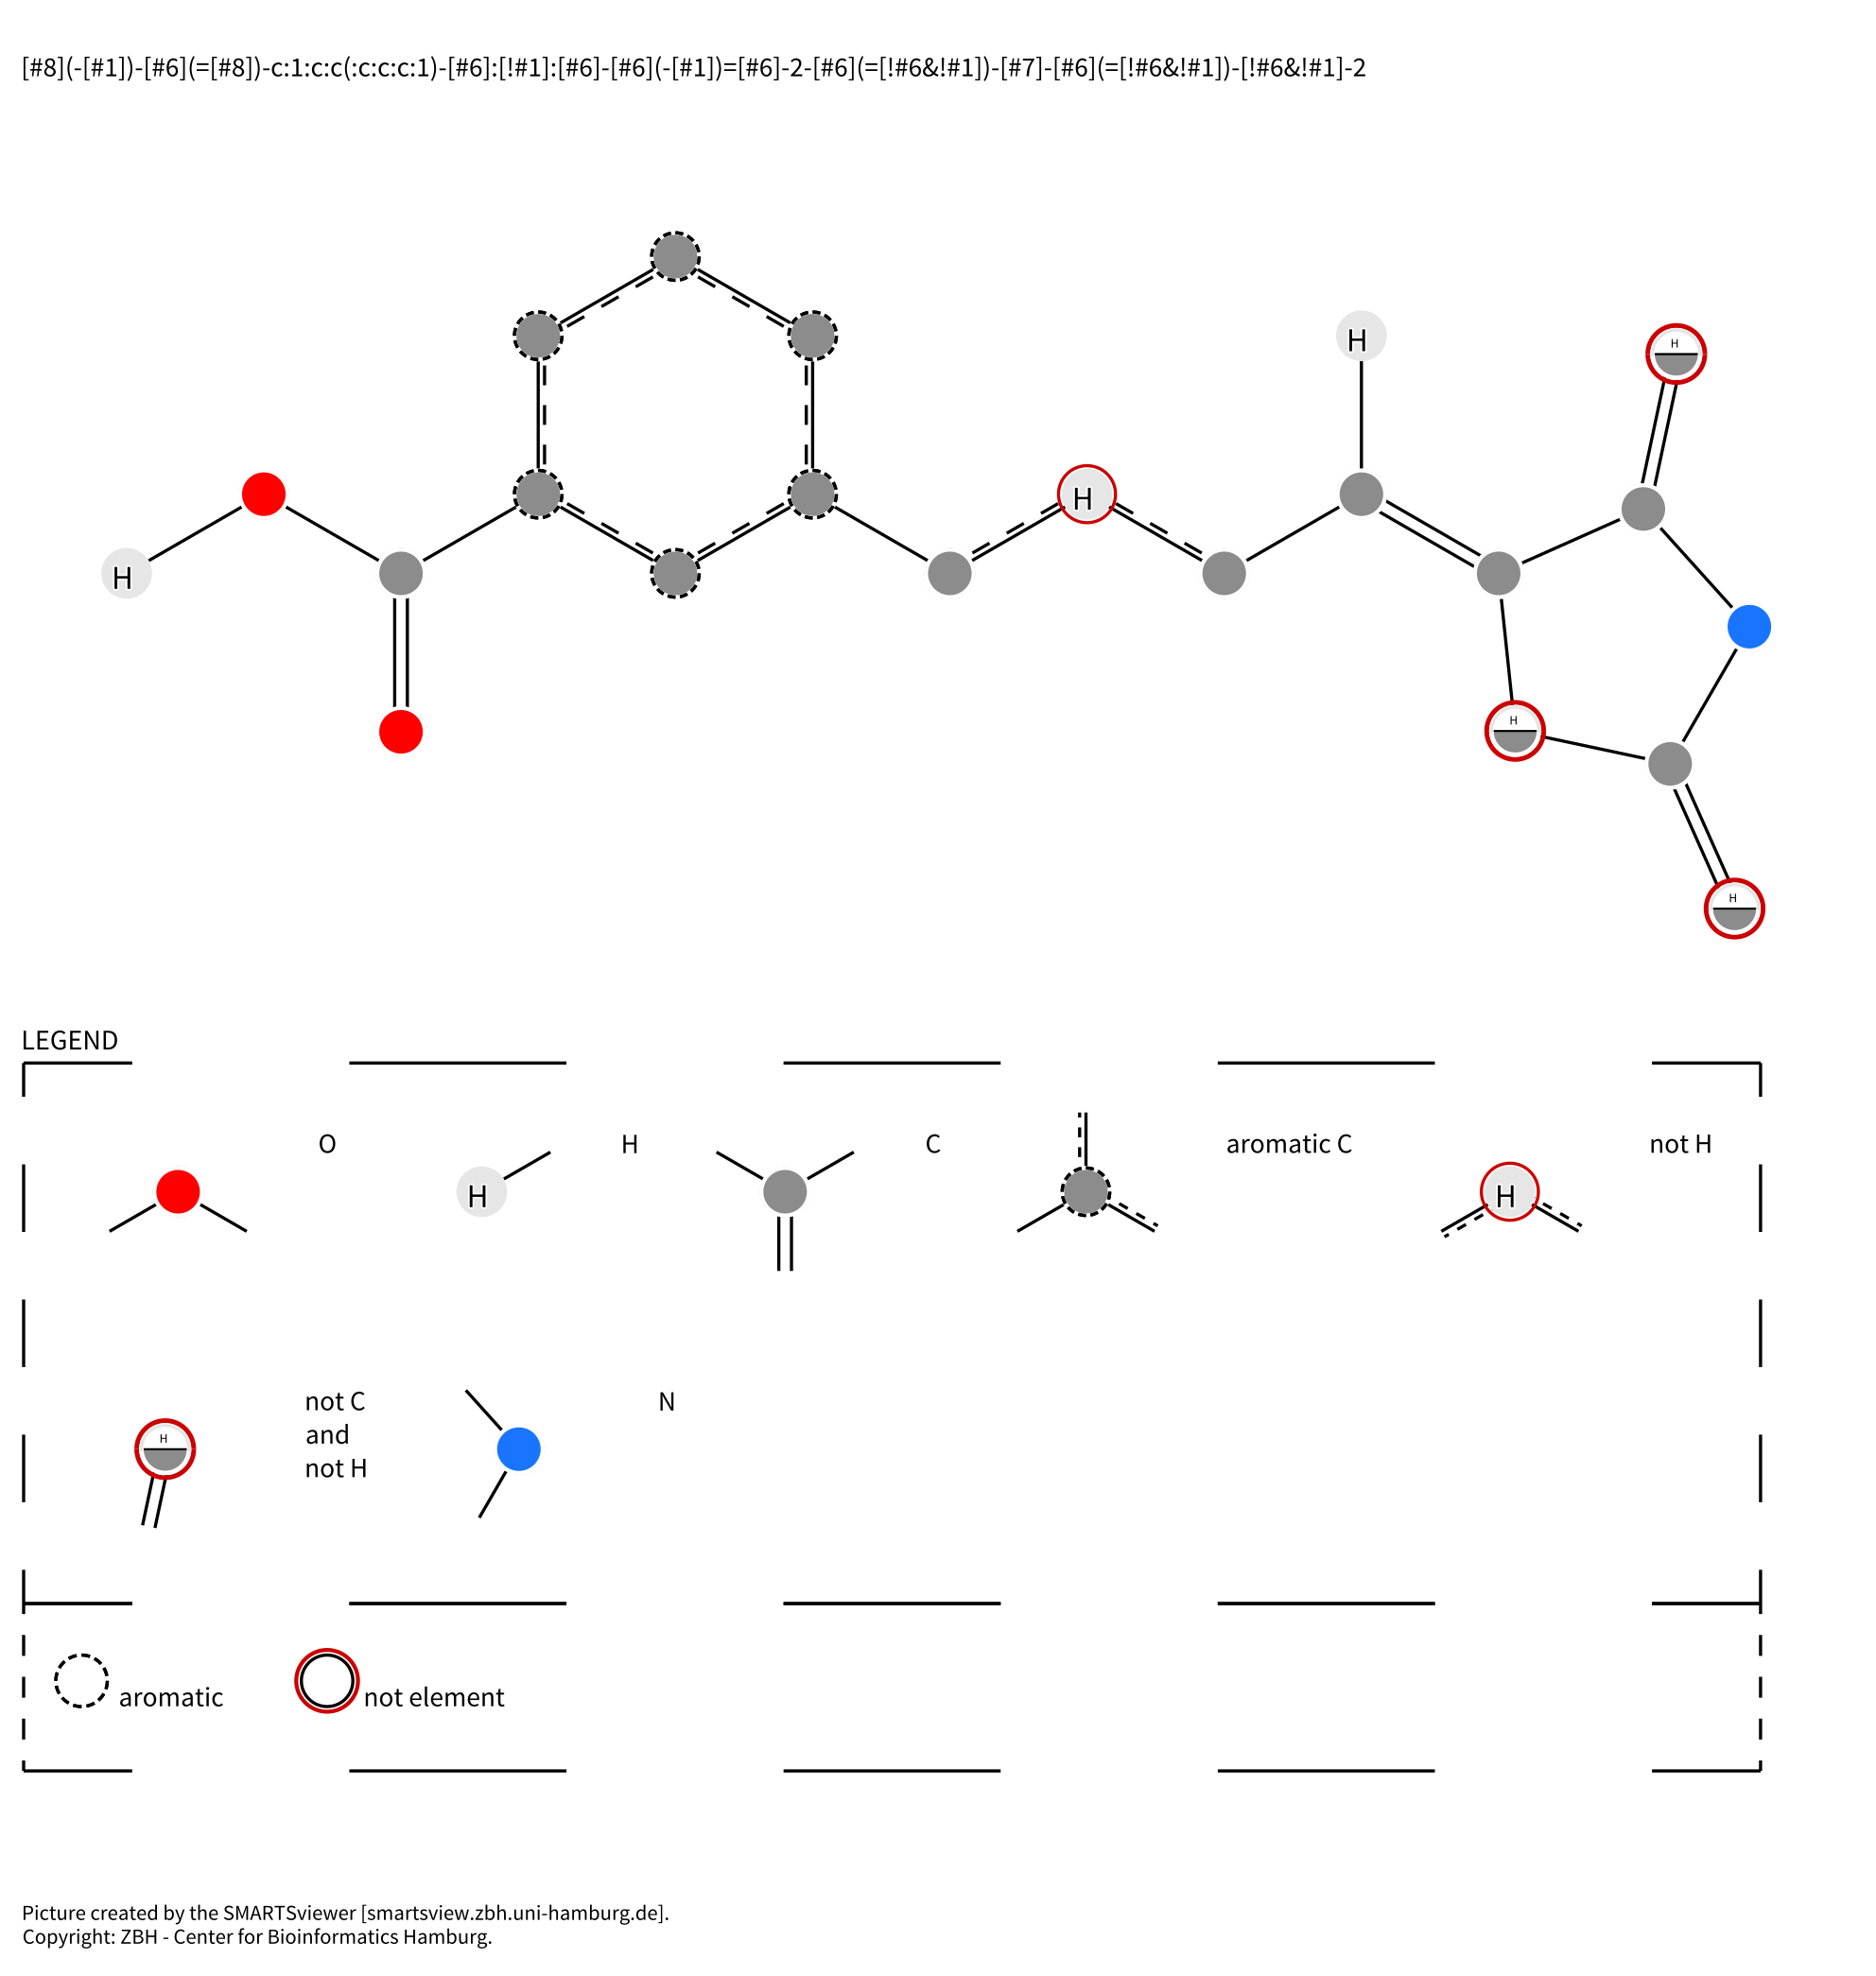 [#8](-[#1])-[#6](=[#8])-c:1:c:c(:c:c:c:1)-[#6]:[!#1]:[#6]-[#6](-[#1])=[#6]-2-[#6](=[!#6&!#1])-[#7]-[#6](=[!#6&!#1])-[!#6&!#1]-2
H
H
H
H
H
H
LEGEND
O
H
C
aromatic C
not H
H
H
not C
and
not H
N
H
aromatic
not element
Picture created by the SMARTSviewer [smartsview.zbh.uni-hamburg.de].
Copyright: ZBH - Center for Bioinformatics Hamburg.